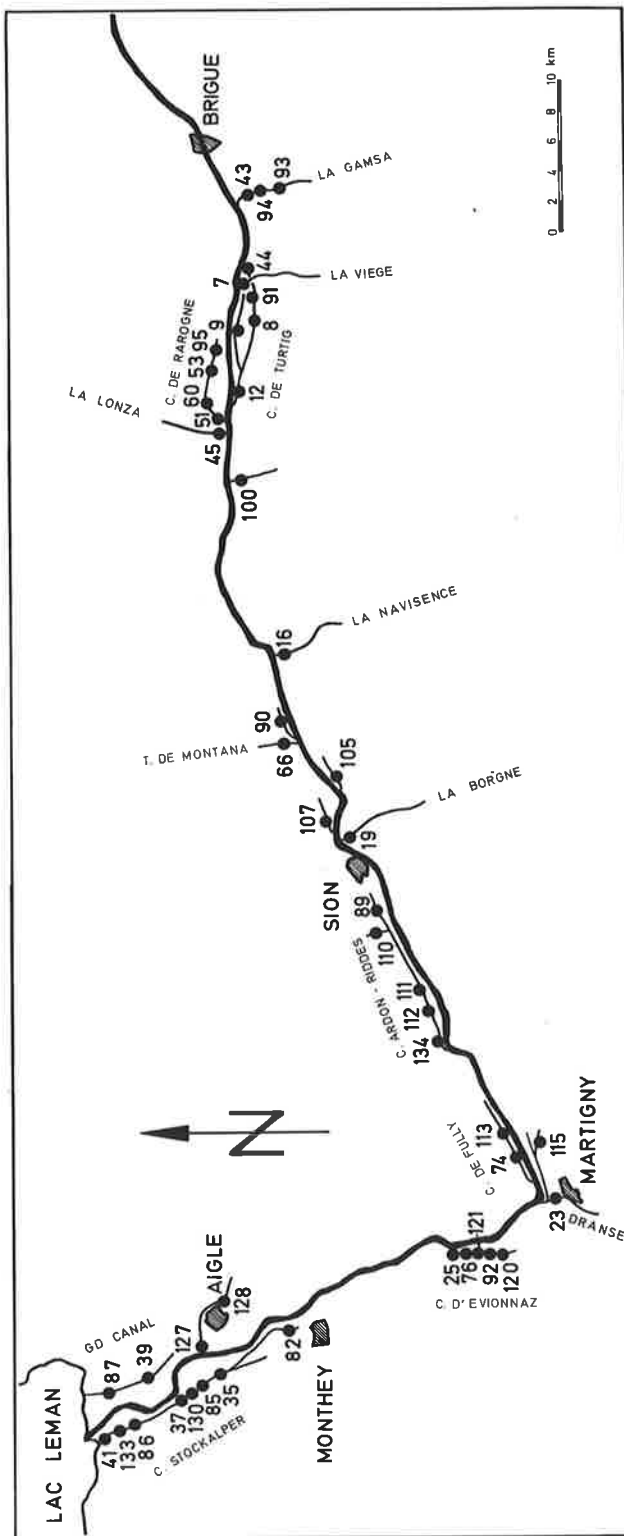 BRIGUE
43
94
93
LA GAMSA
7
44
LA VIEGE
91
8
9
95
53
60
51
C. DE RAROGNE
C. DE TURTIG
12
LA LONZA
45
100
16
LA NAVISENCE
90
T. DE MONTANA
66
105
107
LA BORGNE
19
SION
89
110
C. ARDON - RIDDES
111
112
134
N
C. DE FULLY
113
74
115
MARTIGNY
23
DRANSE
25
76
121
92
120
C. D'EVIONNAZ
AIGLE
128
127
GD CANAL
39
87
82
MONTHEY
LAC LEMAN
41
133
86
37
130
85
35
C. STOCKALPER
0 2 4 6 8 10 km